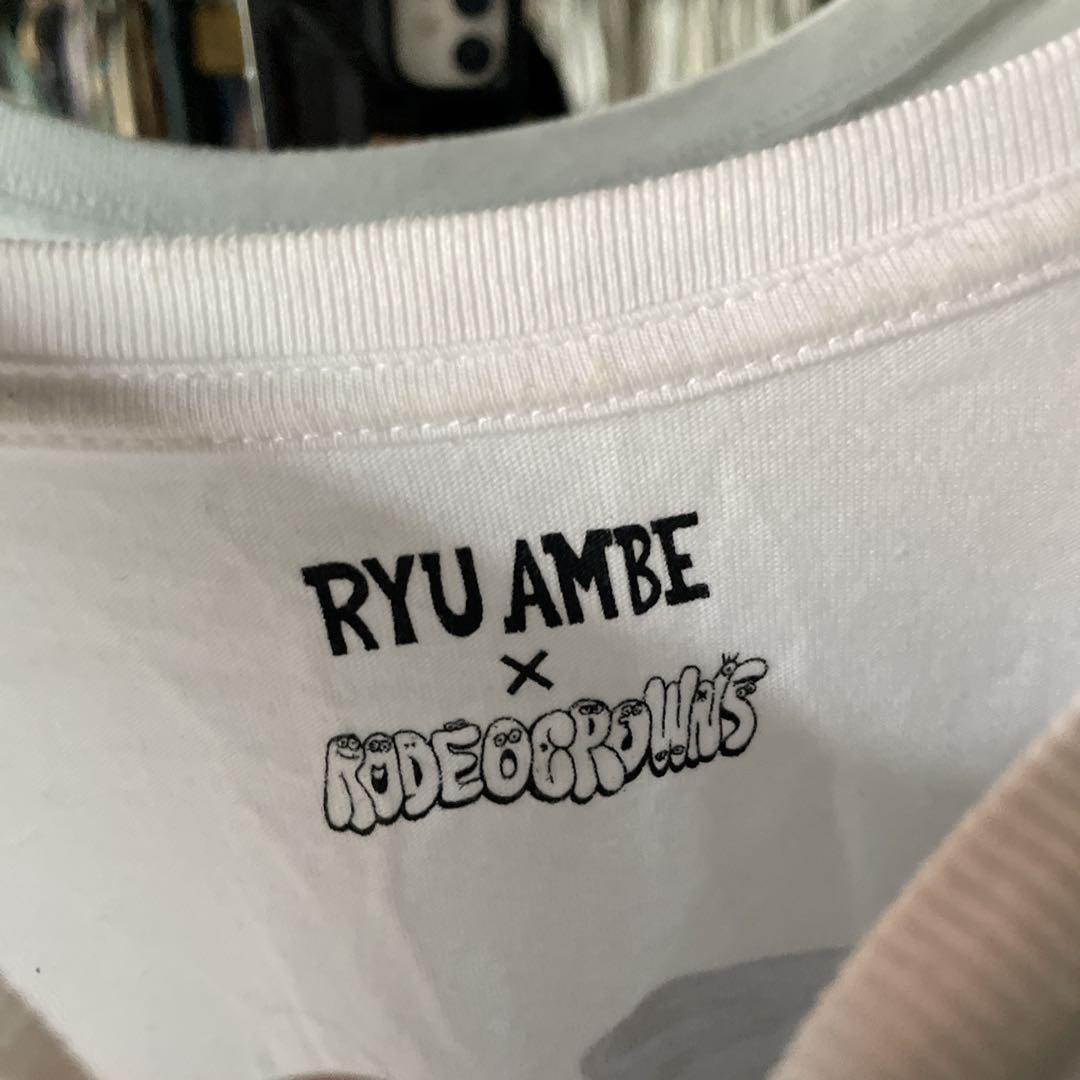 RYU AMBE
×
RODEOCROWNS